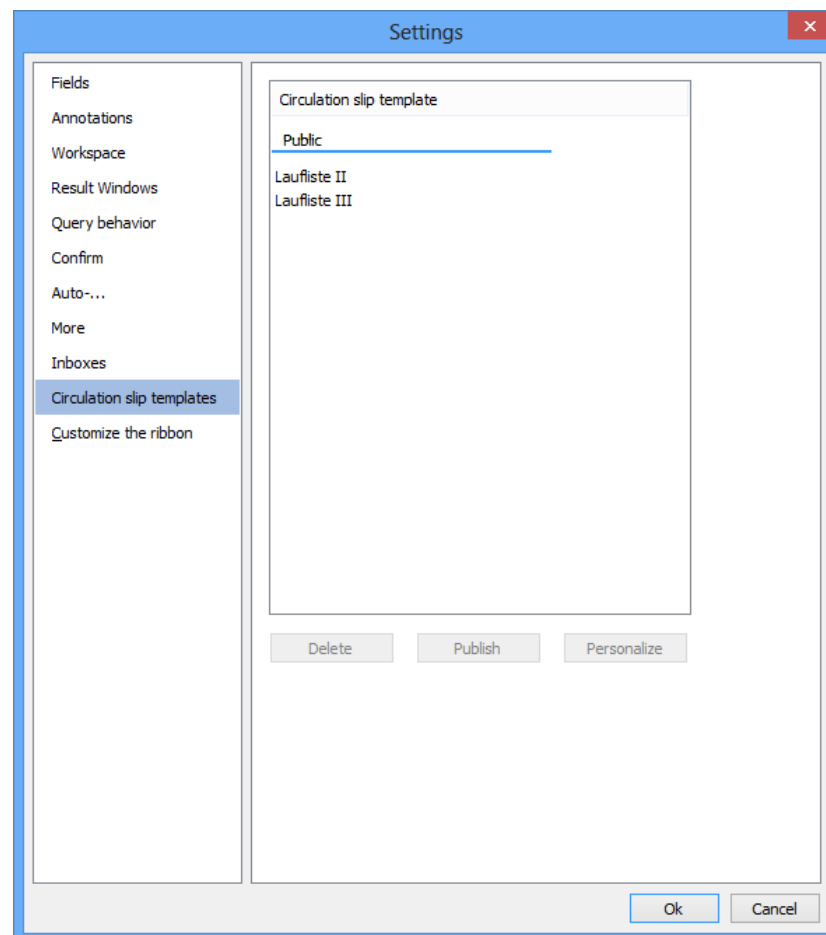 Settings
Fields
Annotations
Workspace
Result Windows
Query behavior
Confirm
Auto-...
More
Inboxes
Circulation slip templates
Customize the ribbon
Circulation slip template
Public
Laufliste II
Laufliste III
Delete Publish Personalize
Ok Cancel